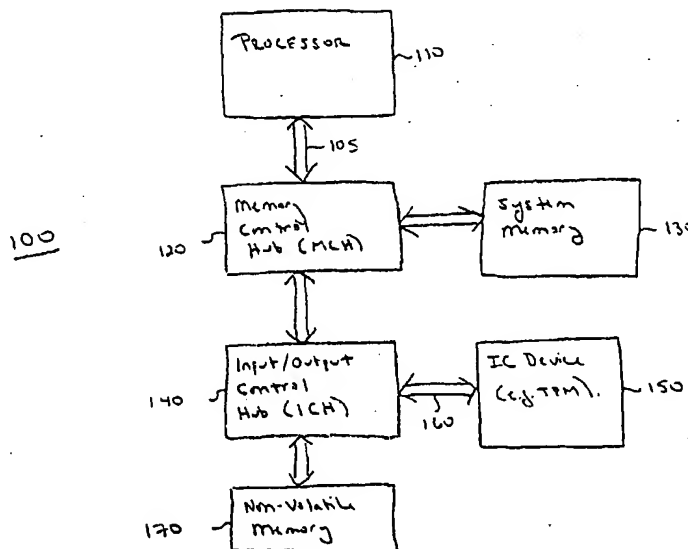 PROCESSOR
110
105
Memory
Control
Hub (MCH)
System
Memory
100
120
130
Input/Output
Control
Hub (ICH)
IC Device
(e.g. TPM).
140
150
160
Non-Volatile
Memory
170